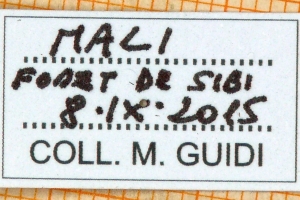 MALI
FORET DE SIBI
8·IX·2015
COLL. M. GUIDI